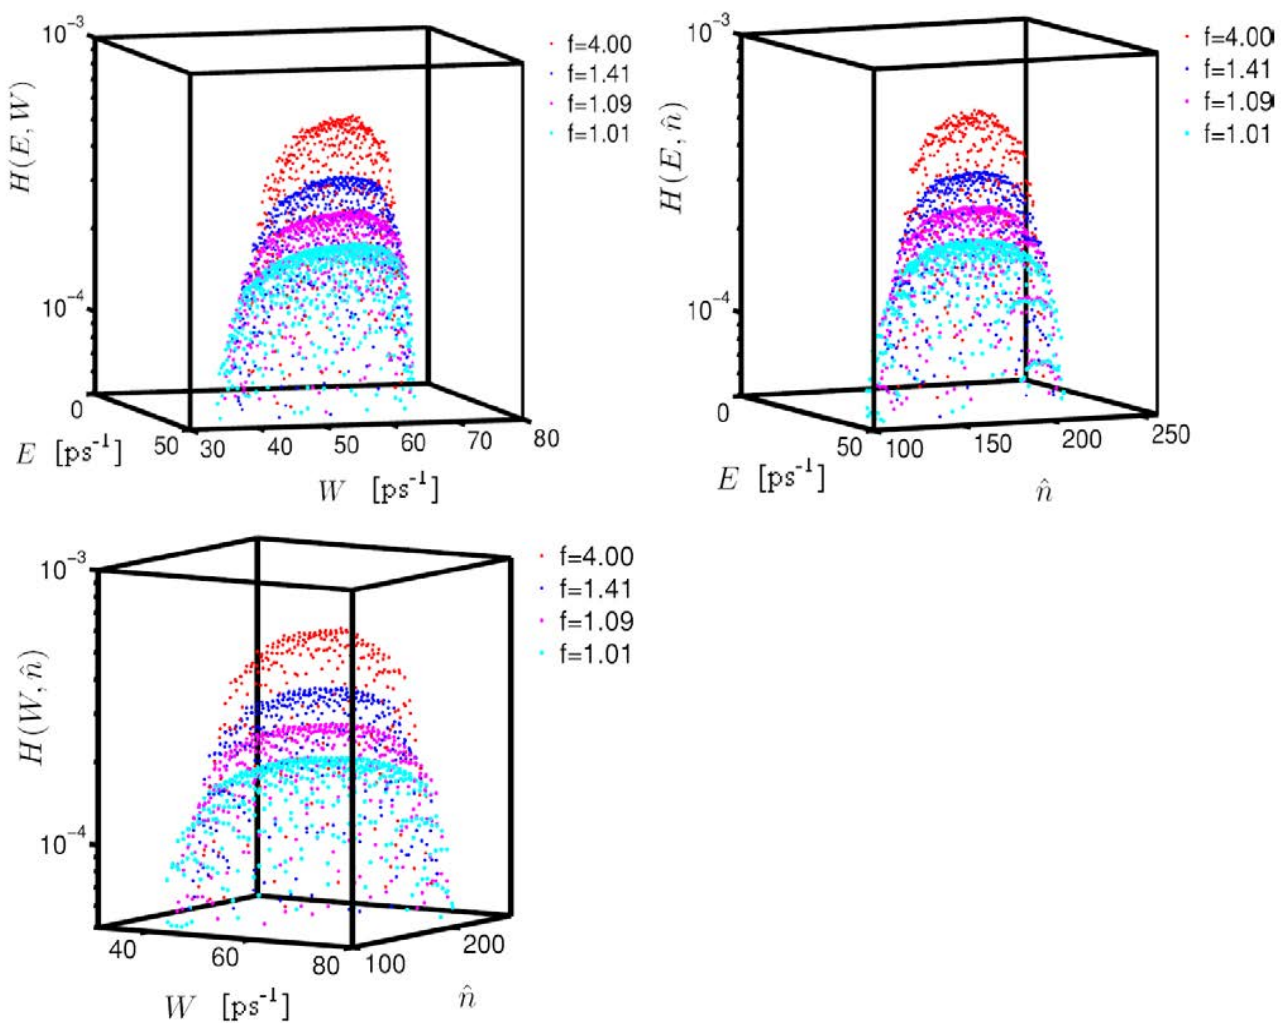 10⁻³
H(E, W)
10⁻⁴
0
50
E [ps⁻¹]
30 40 50 60 70 80
W [ps⁻¹]
f=4.00
f=1.41
f=1.09
f=1.01
10⁻³
H(E, n̂)
10⁻⁴
0
50
E [ps⁻¹]
100 150 200 250
n̂
f=4.00
f=1.41
f=1.09
f=1.01
10⁻³
H(W, n̂)
10⁻⁴
40 60 80
W [ps⁻¹]
100 200
n̂
f=4.00
f=1.41
f=1.09
f=1.01